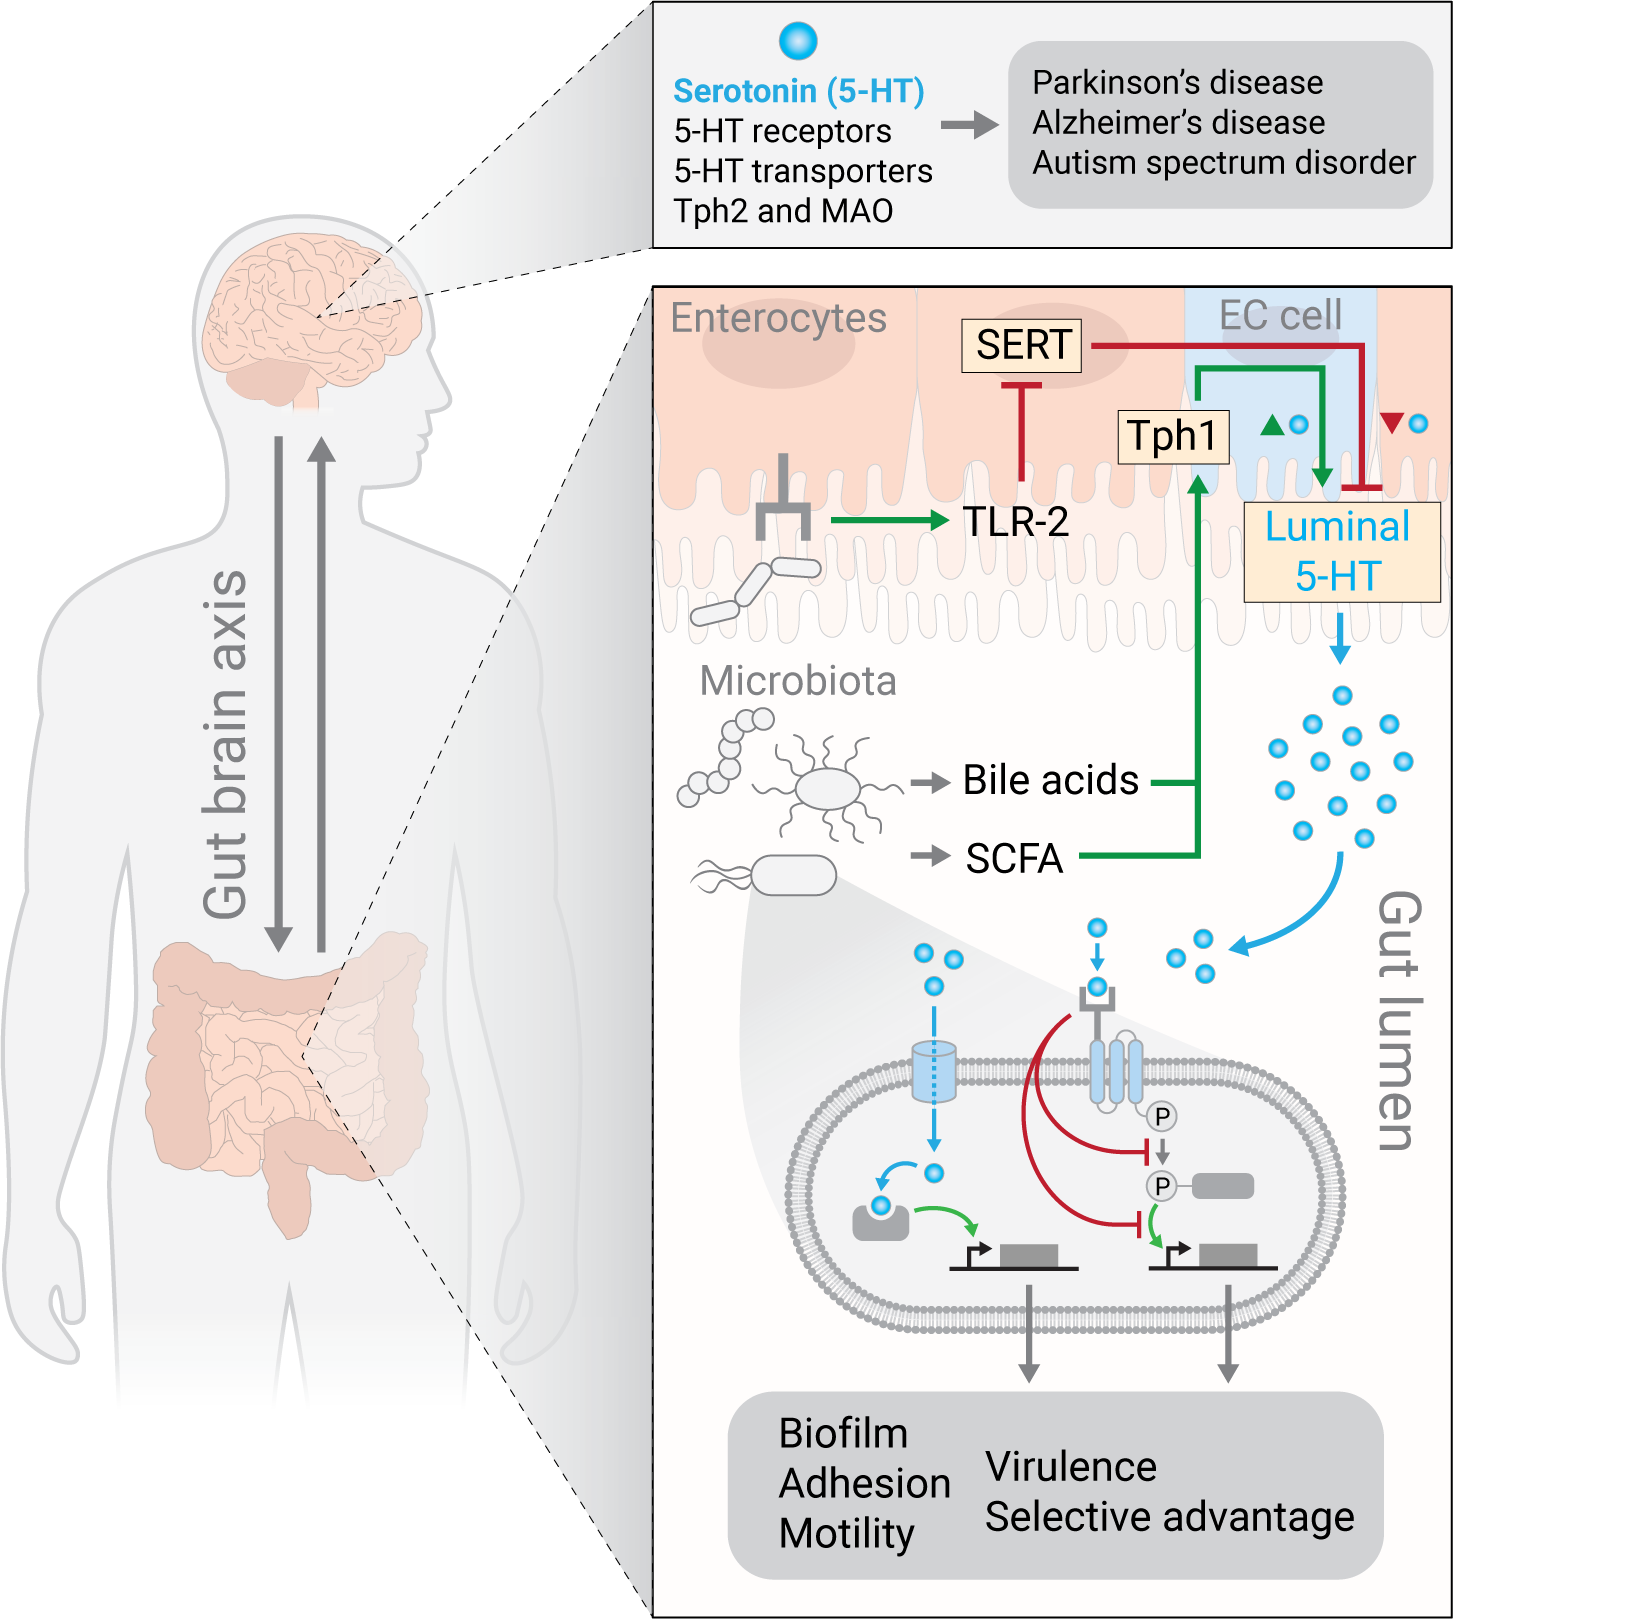 Serotonin (5-HT)
5-HT receptors
5-HT transporters
Tph2 and MAO
Parkinson’s disease
Alzheimer’s disease
Autism spectrum disorder
Gut brain axis
Enterocytes
SERT
EC cell
Tph1
TLR-2
Luminal
5-HT
Microbiota
Bile acids
SCFA
Gut lumen
P
P
Biofilm
Adhesion
Motility
Virulence
Selective advantage